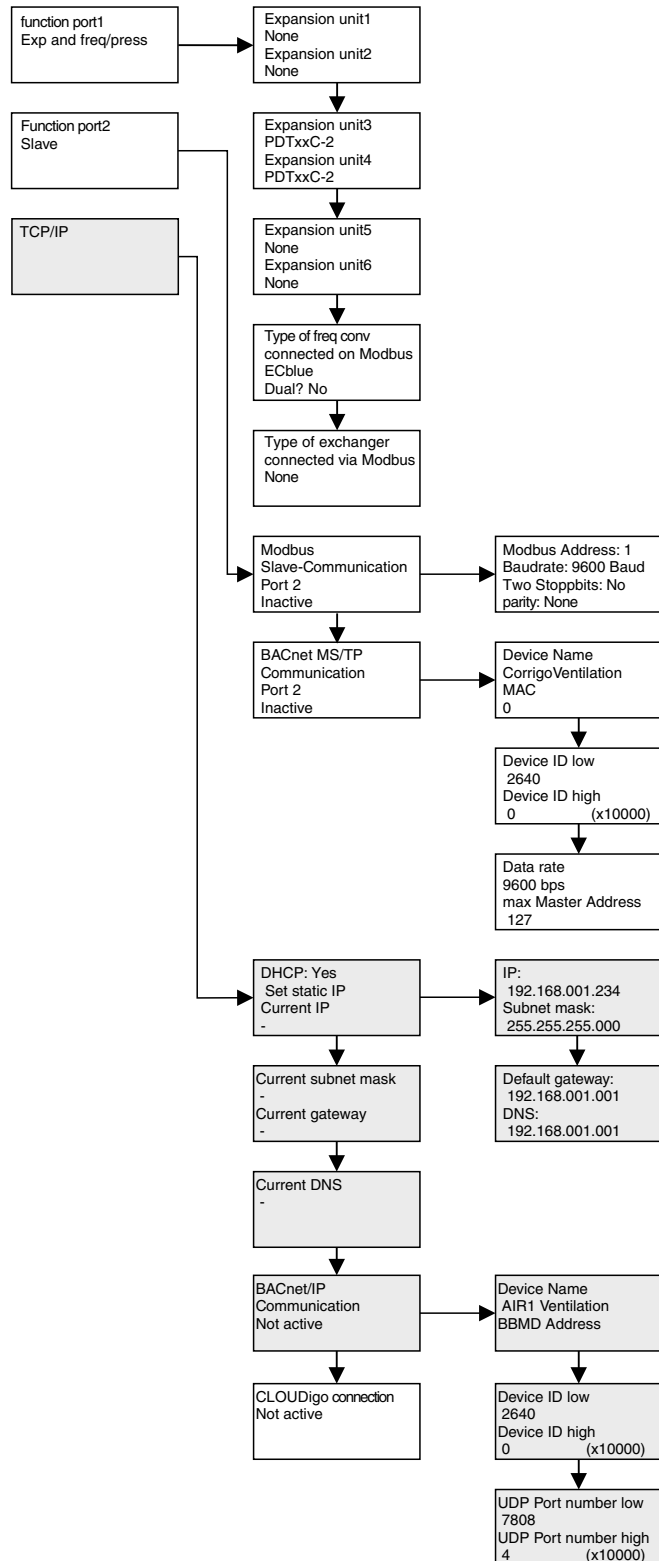 function port1
Exp and freq/press
Expansion unit1
None
Expansion unit2
None
Function port2
Slave
Expansion unit3
PDTxxC-2
Expansion unit4
PDTxxC-2
TCP/IP
Expansion unit5
None
Expansion unit6
None
Type of freq conv
connected on Modbus
ECblue
Dual? No
Type of exchanger
connected via Modbus
None
Modbus
Slave-Communication
Port 2
Inactive
Modbus Address: 1
Baudrate: 9600 Baud
Two Stoppbits: No
parity: None
BACnet MS/TP
Communication
Port 2
Inactive
Device Name
CorrigoVentilation
MAC
0
Device ID low
2640
Device ID high
0 (x10000)
Data rate
9600 bps
max Master Address
127
DHCP: Yes
Set static IP
Current IP
-
IP:
192.168.001.234
Subnet mask:
255.255.255.000
Current subnet mask
-
Current gateway
-
Default gateway:
192.168.001.001
DNS:
192.168.001.001
Current DNS
-
BACnet/IP
Communication
Not active
Device Name
AIR1 Ventilation
BBMD Address
CLOUDigo connection
Not active
Device ID low
2640
Device ID high
0 (x10000)
UDP Port number low
7808
UDP Port number high
4 (x10000)